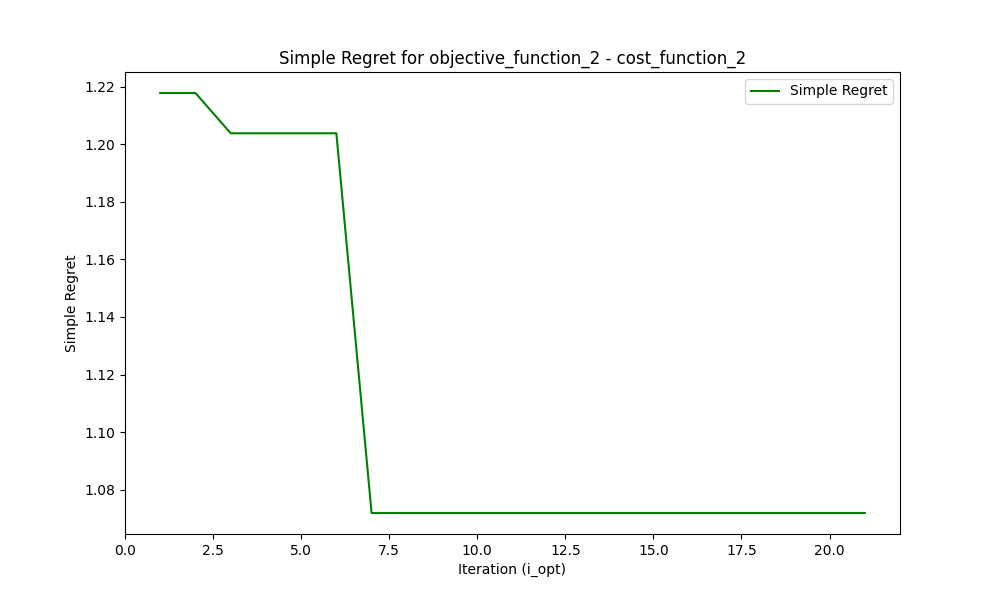 Simple Regret for objective_function_2 - cost_function_2
Simple Regret
1.22
1.20
1.18
1.16
1.14
1.12
1.10
1.08
Simple Regret
0.0 2.5 5.0 7.5 10.0 12.5 15.0 17.5 20.0
Iteration (i_opt)